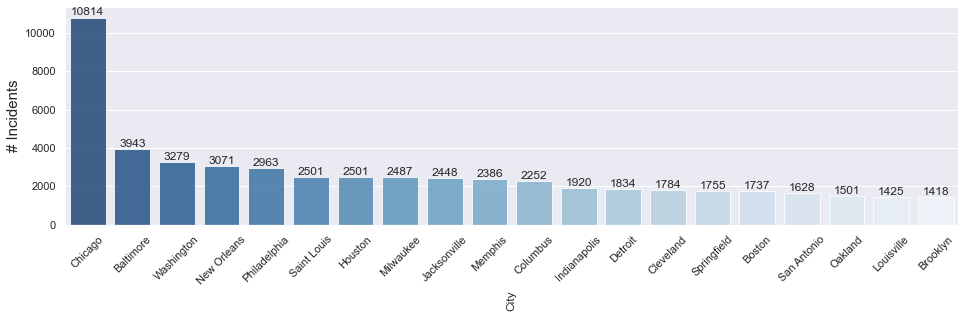 # Incidents
10000
8000
6000
4000
2000
0
10814
3943
3279
3071
2963
2501
2501
2487
2448
2386
2252
1920
1834
1784
1755
1737
1628
1501
1425
1418
Chicago
Baltimore
Washington
New Orleans
Philadelphia
Saint Louis
Houston
Milwaukee
Jacksonville
Memphis
Columbus
Indianapolis
Detroit
Cleveland
Springfield
Boston
San Antonio
Oakland
Louisville
Brooklyn
City